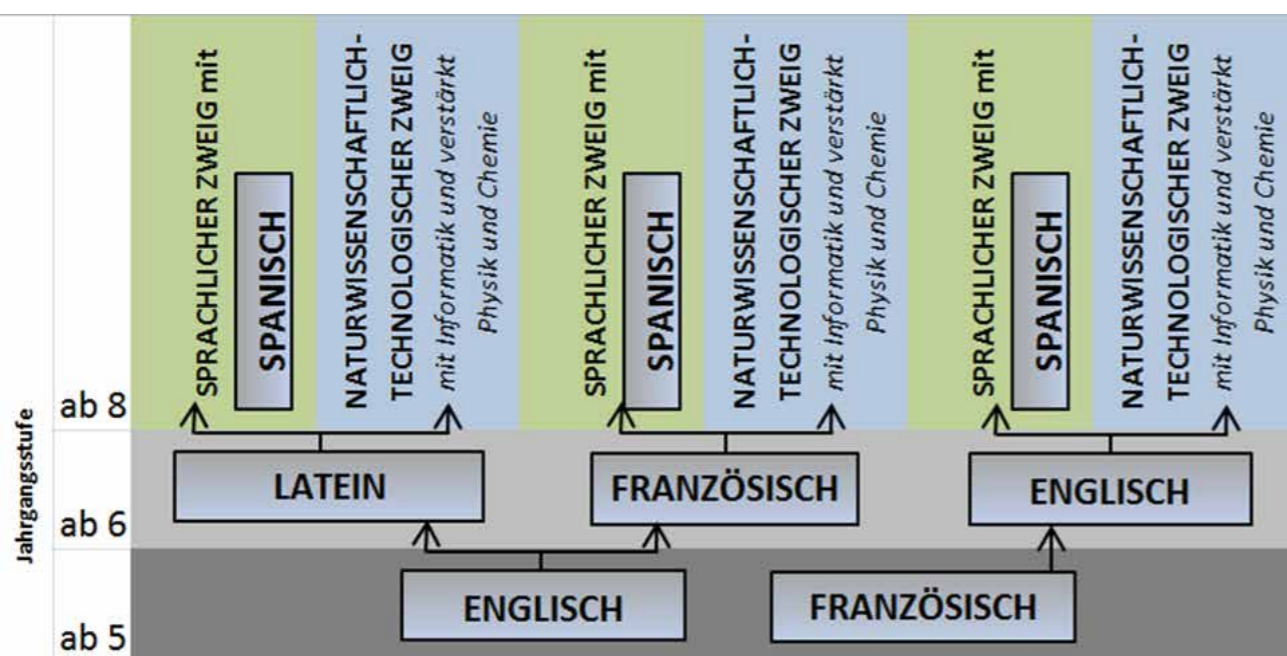 SPRACHLICHER ZWEIG mit
SPANISCH
NATURWISSENSCHAFTLICH-
TECHNOLOGISCHER ZWEIG
mit Informatik und verstärkt
Physik und Chemie
SPRACHLICHER ZWEIG mit
SPANISCH
NATURWISSENSCHAFTLICH-
TECHNOLOGISCHER ZWEIG
mit Informatik und verstärkt
Physik und Chemie
SPRACHLICHER ZWEIG mit
SPANISCH
NATURWISSENSCHAFTLICH-
TECHNOLOGISCHER ZWEIG
mit Informatik und verstärkt
Physik und Chemie
Jahrgangsstufe
ab 8
LATEIN
FRANZÖSISCH
ENGLISCH
ab 6
ENGLISCH
FRANZÖSISCH
ab 5